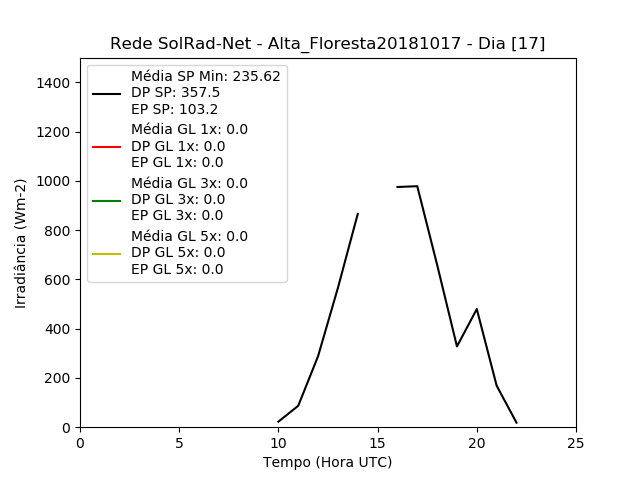 Rede SolRad-Net - Alta_Floresta20181017 - Dia [17]
Média SP Min: 235.62
DP SP: 357.5
EP SP: 103.2
Média GL 1x: 0.0
DP GL 1x: 0.0
EP GL 1x: 0.0
Média GL 3x: 0.0
DP GL 3x: 0.0
EP GL 3x: 0.0
Média GL 5x: 0.0
DP GL 5x: 0.0
EP GL 5x: 0.0
Irradiância (Wm-2)
1400
1200
1000
800
600
400
200
0
0 5 10 15 20 25
Tempo (Hora UTC)